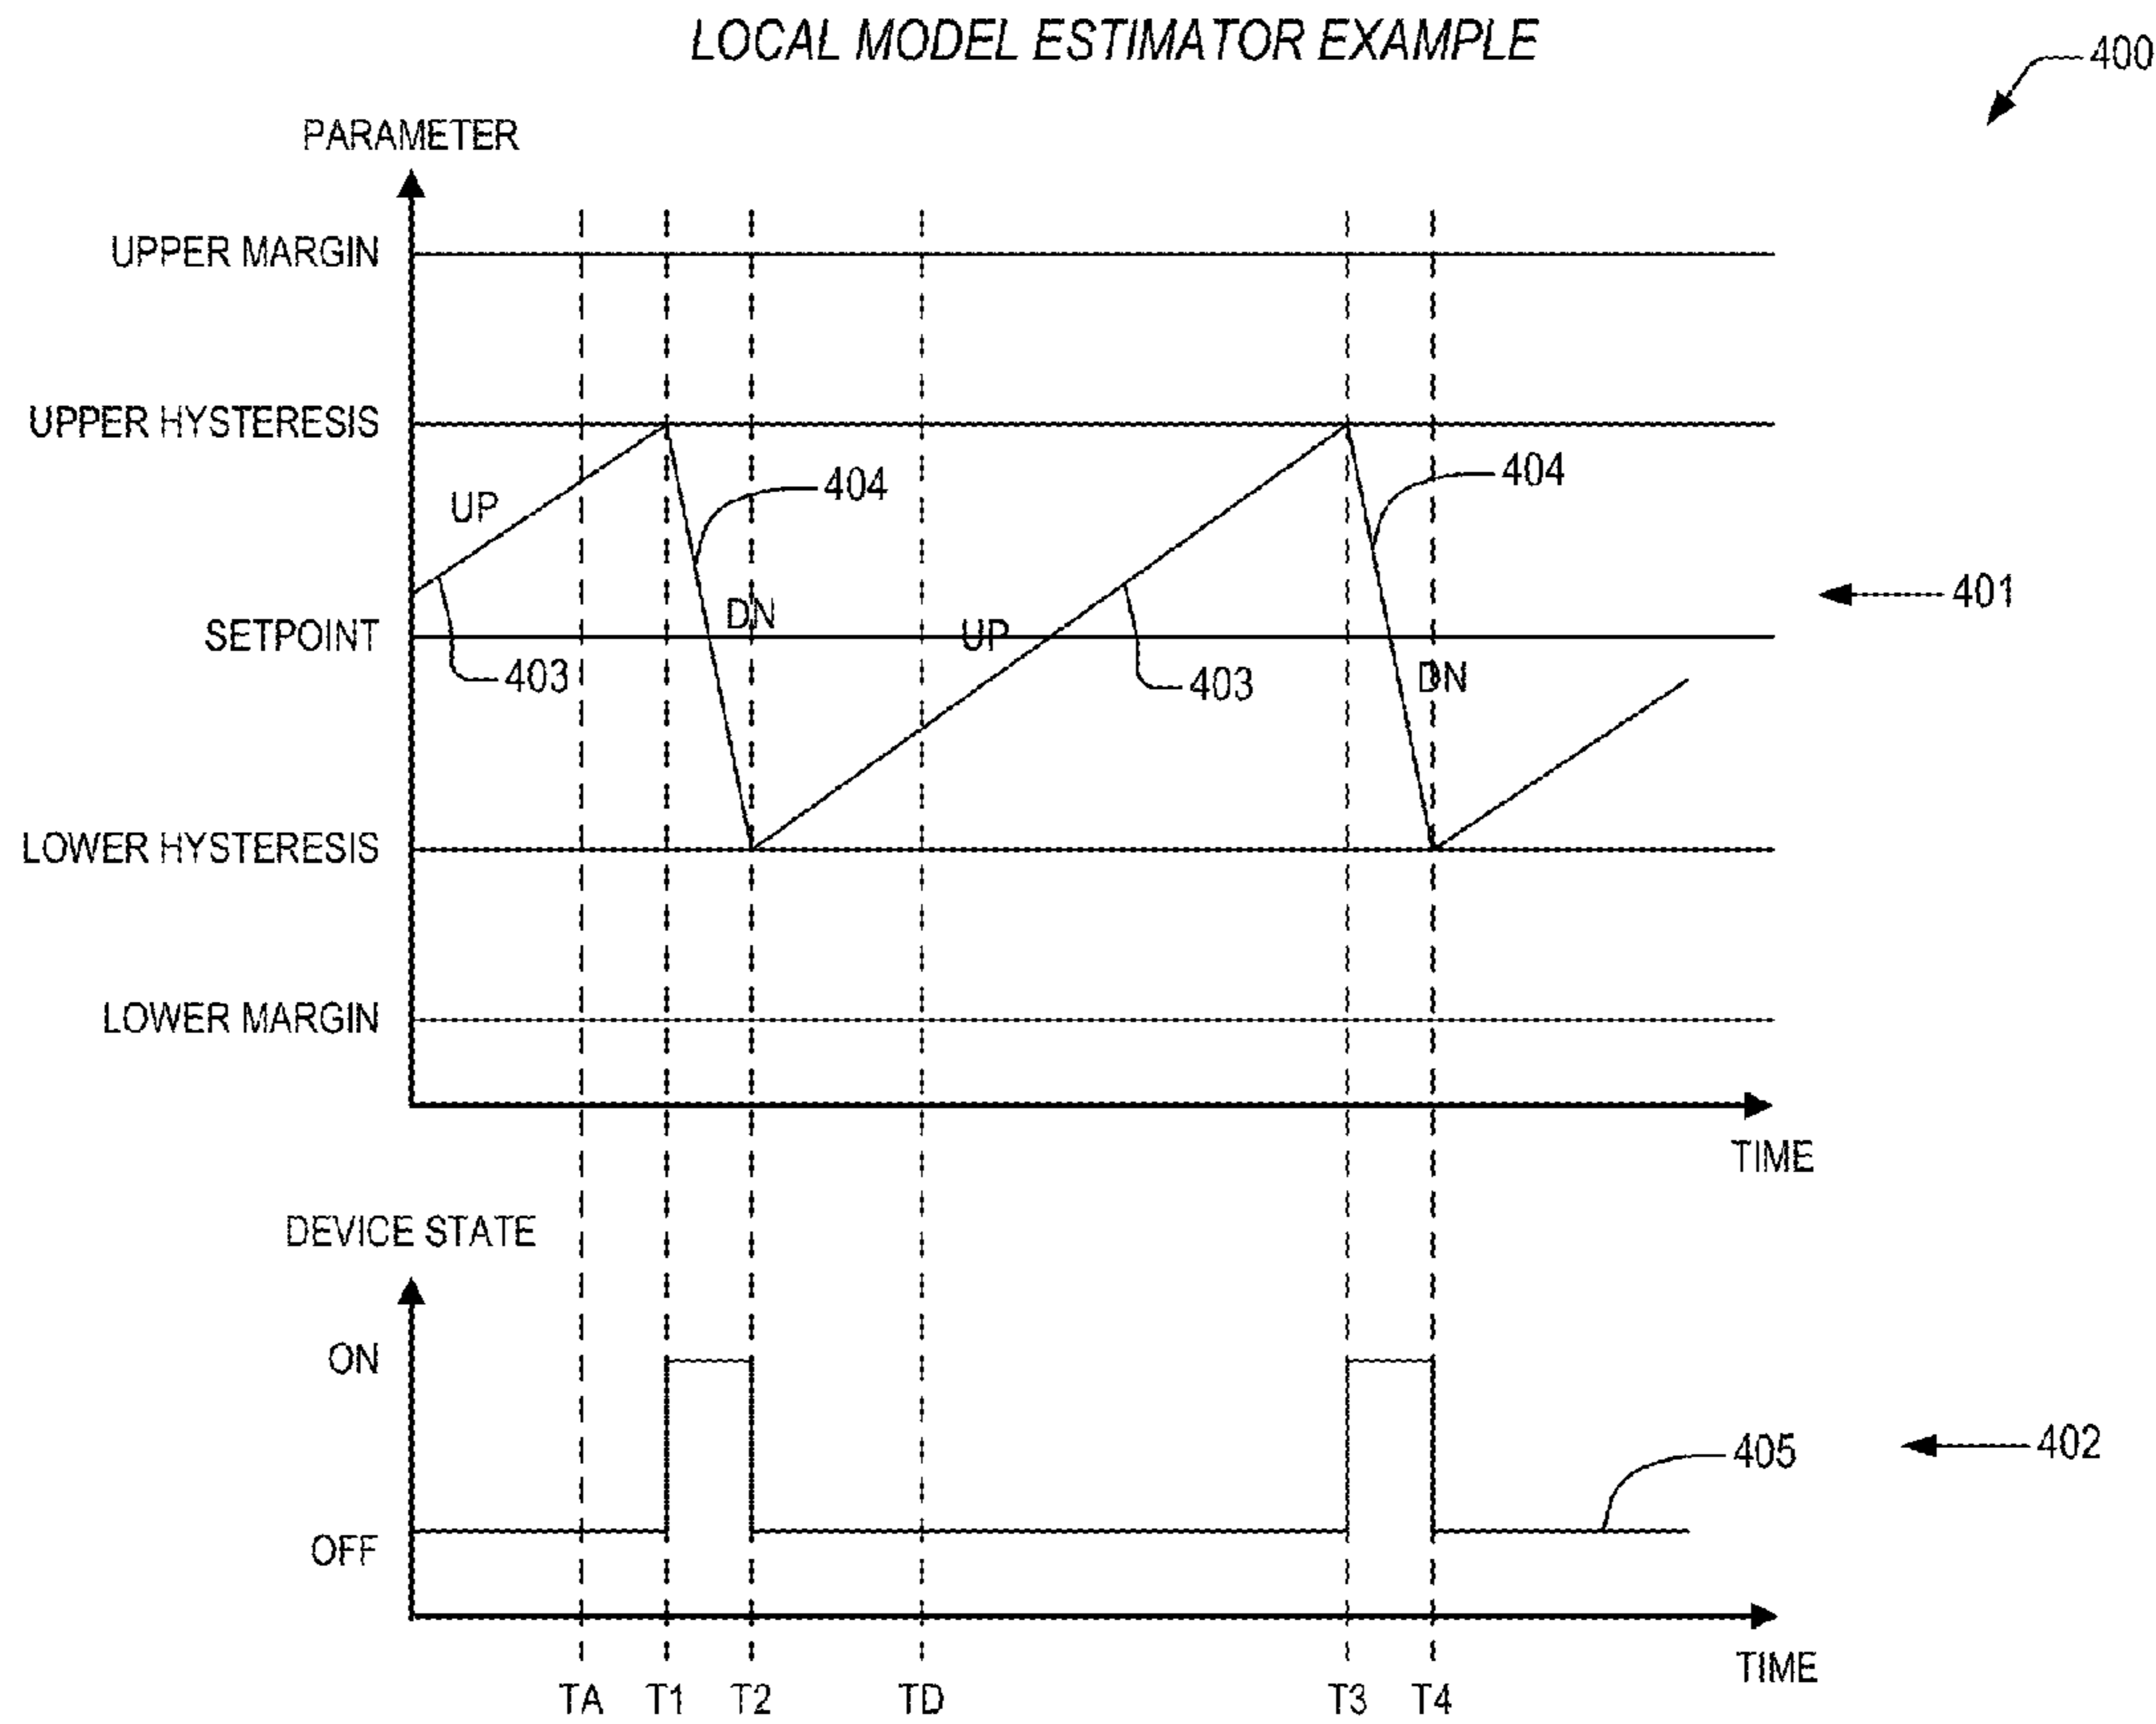 LOCAL MODEL ESTIMATOR EXAMPLE
400
PARAMETER
UPPER MARGIN
UPPER HYSTERESIS
UP
404
404
DN
401
SETPOINT
UP
403
403
DN
LOWER HYSTERESIS
LOWER MARGIN
TIME
DEVICE STATE
ON
405
402
OFF
TIME
TA T1 T2 TD T3 T4